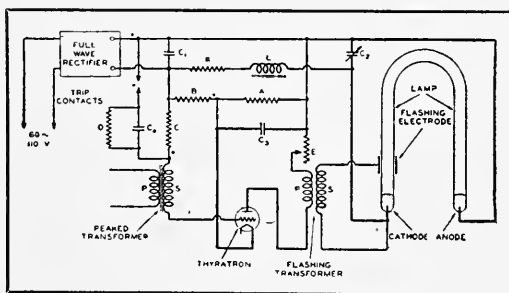 FULL
WAVE
RECTIFIER
+
C₁
R
L
C₂
TRIP
CONTACTS
B
A
LAMP
FLASHING
ELECTRODE
D
C₀
C
C₃
E
60~
110 V
P
S
P
S
PEAKED
TRANSFORMER
THYRATRON
FLASHING
TRANSFORMER
CATHODE
ANODE